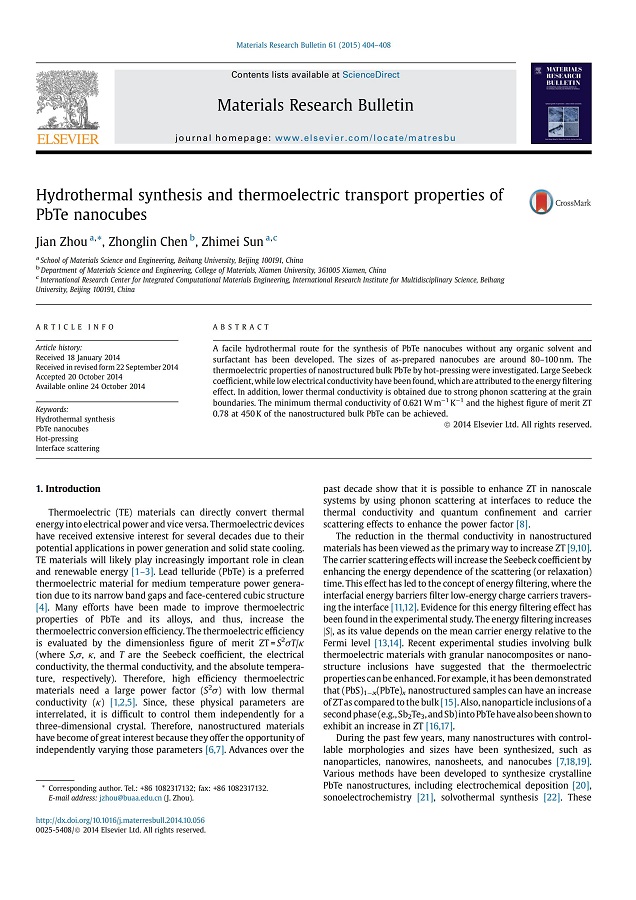 Materials Research Bulletin 61 (2015) 404–408
Contents lists available at ScienceDirect
Materials Research Bulletin
journal homepage: www.elsevier.com/locate/matresbu
ELSEVIER
MATERIALS
RESEARCH
BULLETIN
Hydrothermal synthesis and thermoelectric transport properties of
PbTe nanocubes
CrossMark
Jian Zhou a,*, Zhonglin Chen b, Zhimei Sun a,c
a School of Materials Science and Engineering, Beihang University, Beijing 100191, China
b Department of Materials Science and Engineering, College of Materials, Xiamen University, 361005 Xiamen, China
c International Research Center for Integrated Computational Materials Engineering, International Research Institute for Multidisciplinary Science, Beihang
University, Beijing 100191, China
ARTICLE INFO
Article history:
Received 18 January 2014
Received in revised form 22 September 2014
Accepted 20 October 2014
Available online 24 October 2014
Keywords:
Hydrothermal synthesis
PbTe nanocubes
Hot-pressing
Interface scattering
ABSTRACT
A facile hydrothermal route for the synthesis of PbTe nanocubes without any organic solvent and
surfactant has been developed. The sizes of as-prepared nanocubes are around 80–100 nm. The
thermoelectric properties of nanostructured bulk PbTe by hot-pressing were investigated. Large Seebeck
coefficient, while low electrical conductivity have been found, which are attributed to the energy filtering
effect. In addition, lower thermal conductivity is obtained due to strong phonon scattering at the grain
boundaries. The minimum thermal conductivity of 0.621 W m−1 K−1 and the highest figure of merit ZT
0.78 at 450 K of the nanostructured bulk PbTe can be achieved.
© 2014 Elsevier Ltd. All rights reserved.
1. Introduction
Thermoelectric (TE) materials can directly convert thermal
energy into electrical power and vice versa. Thermoelectric devices
have received extensive interest for several decades due to their
potential applications in power generation and solid state cooling.
TE materials will likely play increasingly important role in clean
and renewable energy [1–3]. Lead telluride (PbTe) is a preferred
thermoelectric material for medium temperature power genera-
tion due to its narrow band gaps and face-centered cubic structure
[4]. Many efforts have been made to improve thermoelectric
properties of PbTe and its alloys, and thus, increase the
thermoelectric conversion efficiency. The thermoelectric efficiency
is evaluated by the dimensionless figure of merit ZT = S²σT/κ
(where S,σ, κ, and T are the Seebeck coefficient, the electrical
conductivity, the thermal conductivity, and the absolute tempera-
ture, respectively). Therefore, high efficiency thermoelectric
materials need a large power factor (S²σ) with low thermal
conductivity (κ) [1,2,5]. Since, these physical parameters are
interrelated, it is difficult to control them independently for a
three-dimensional crystal. Therefore, nanostructured materials
have become of great interest because they offer the opportunity of
independently varying those parameters [6,7]. Advances over the
past decade show that it is possible to enhance ZT in nanoscale
systems by using phonon scattering at interfaces to reduce the
thermal conductivity and quantum confinement and carrier
scattering effects to enhance the power factor [8].
The reduction in the thermal conductivity in nanostructured
materials has been viewed as the primary way to increase ZT [9,10].
The carrier scattering effects will increase the Seebeck coefficient by
enhancing the energy dependence of the scattering (or relaxation)
time. This effect has led to the concept of energy filtering, where the
interfacial energy barriers filter low-energy charge carriers travers-
ing the interface [11,12]. Evidence for this energy filtering effect has
been found in the experimental study. The energy filtering increases
|S|, as its value depends on the mean carrier energy relative to the
Fermi level [13,14]. Recent experimental studies involving bulk
thermoelectric materials with granular nanocomposites or nano-
structure inclusions have suggested that the thermoelectric
properties can be enhanced. For example, it has been demonstrated
that (PbS)1−x(PbTe)x nanostructured samples can have an increase
of ZT as compared to the bulk [15]. Also, nanoparticle inclusions of a
second phase (e.g., Sb2Te3, and Sb) into PbTe have also been shown to
exhibit an increase in ZT [16,17].
During the past few years, many nanostructures with control-
lable morphologies and sizes have been synthesized, such as
nanoparticles, nanowires, nanosheets, and nanocubes [7,18,19].
Various methods have been developed to synthesize crystalline
PbTe nanostructures, including electrochemical deposition [20],
sonoelectrochemistry [21], solvothermal synthesis [22]. These
* Corresponding author. Tel.: +86 1082317132; fax: +86 1082317132.
E-mail address: jzhou@buaa.edu.cn (J. Zhou).
http://dx.doi.org/10.1016/j.materresbull.2014.10.056
0025-5408/© 2014 Elsevier Ltd. All rights reserved.